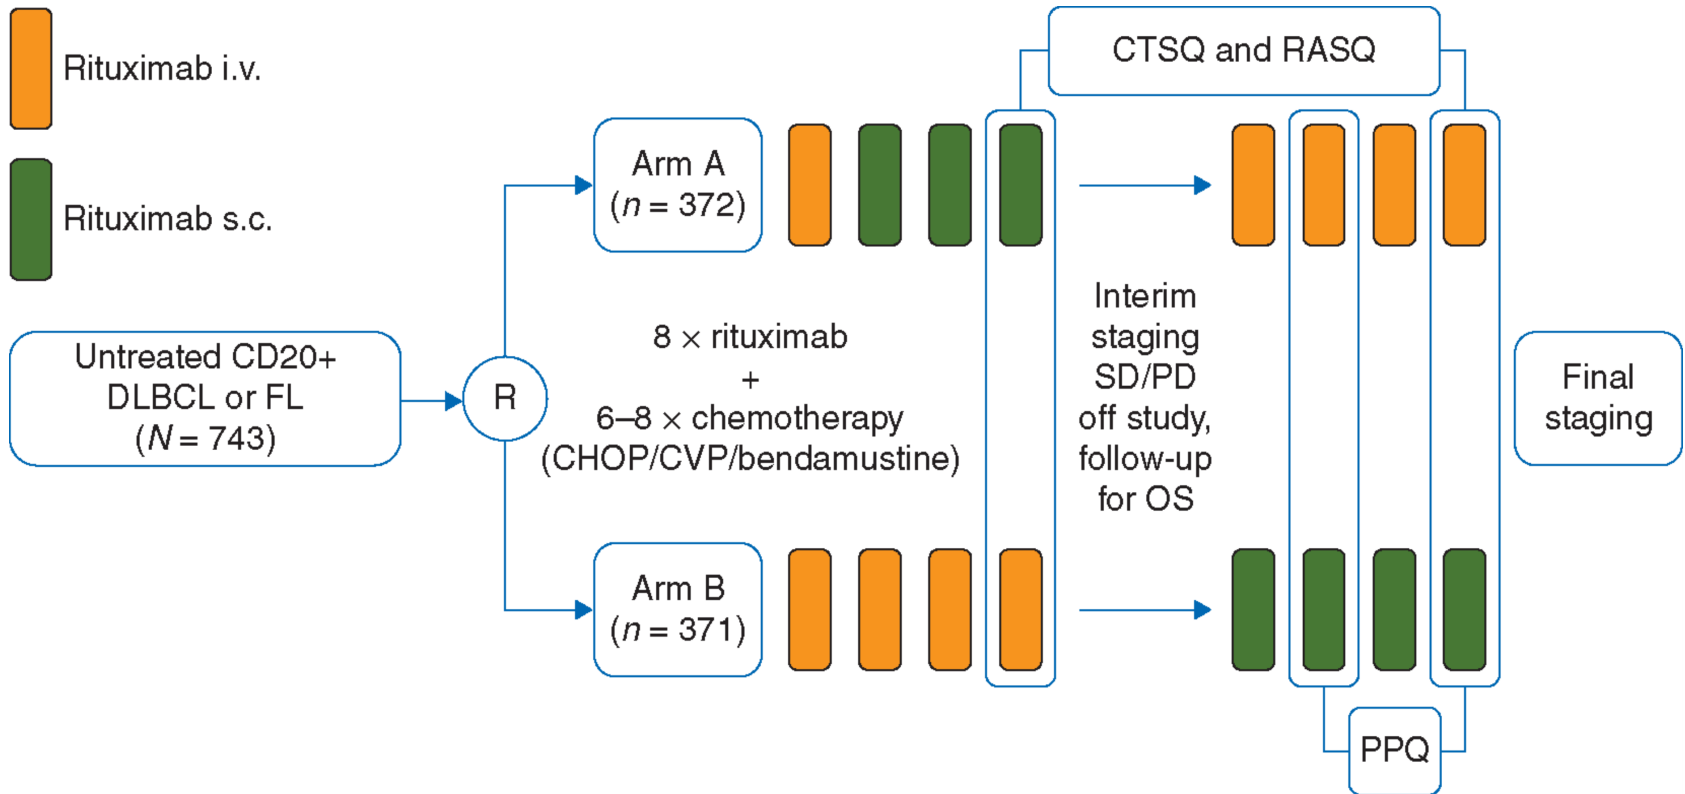 Rituximab i.v.
Rituximab s.c.
Untreated CD20+
DLBCL or FL
(N = 743)
R
Arm A
(n = 372)
8 × rituximab
+
6–8 × chemotherapy
(CHOP/CVP/bendamustine)
Arm B
(n = 371)
CTSQ and RASQ
Interim
staging
SD/PD
off study,
follow-up
for OS
PPQ
Final
staging